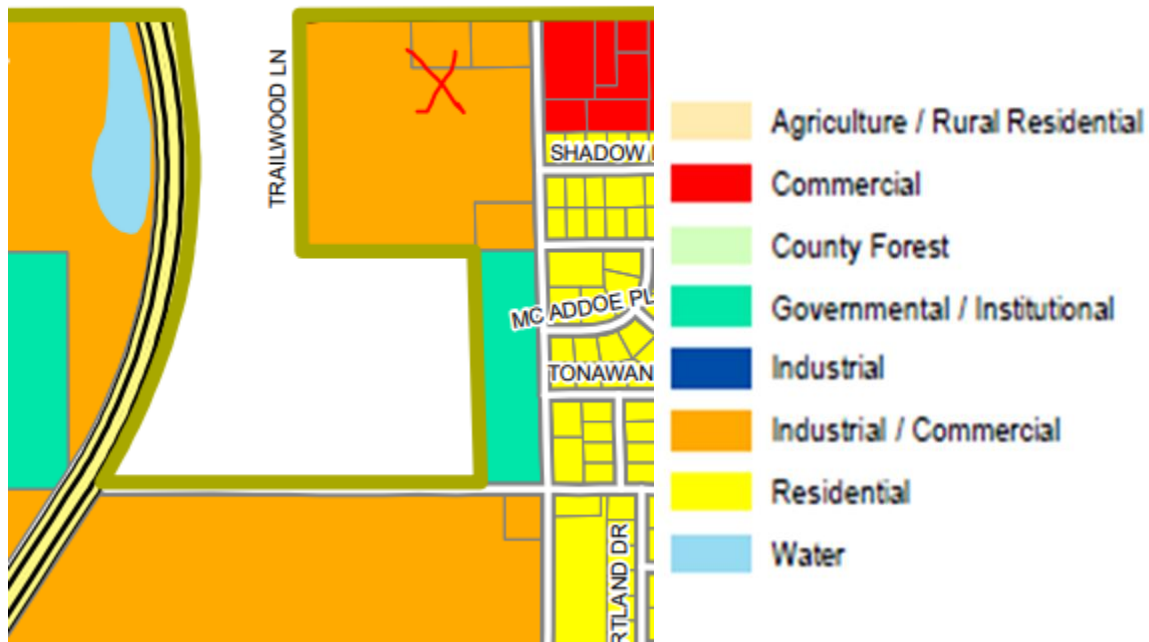 TRAILWOOD LN
SHADOW
MC ADDOE PL
TONAWAN
RTLAND DR
Agriculture / Rural Residential
Commercial
County Forest
Governmental / Institutional
Industrial
Industrial / Commercial
Residential
Water